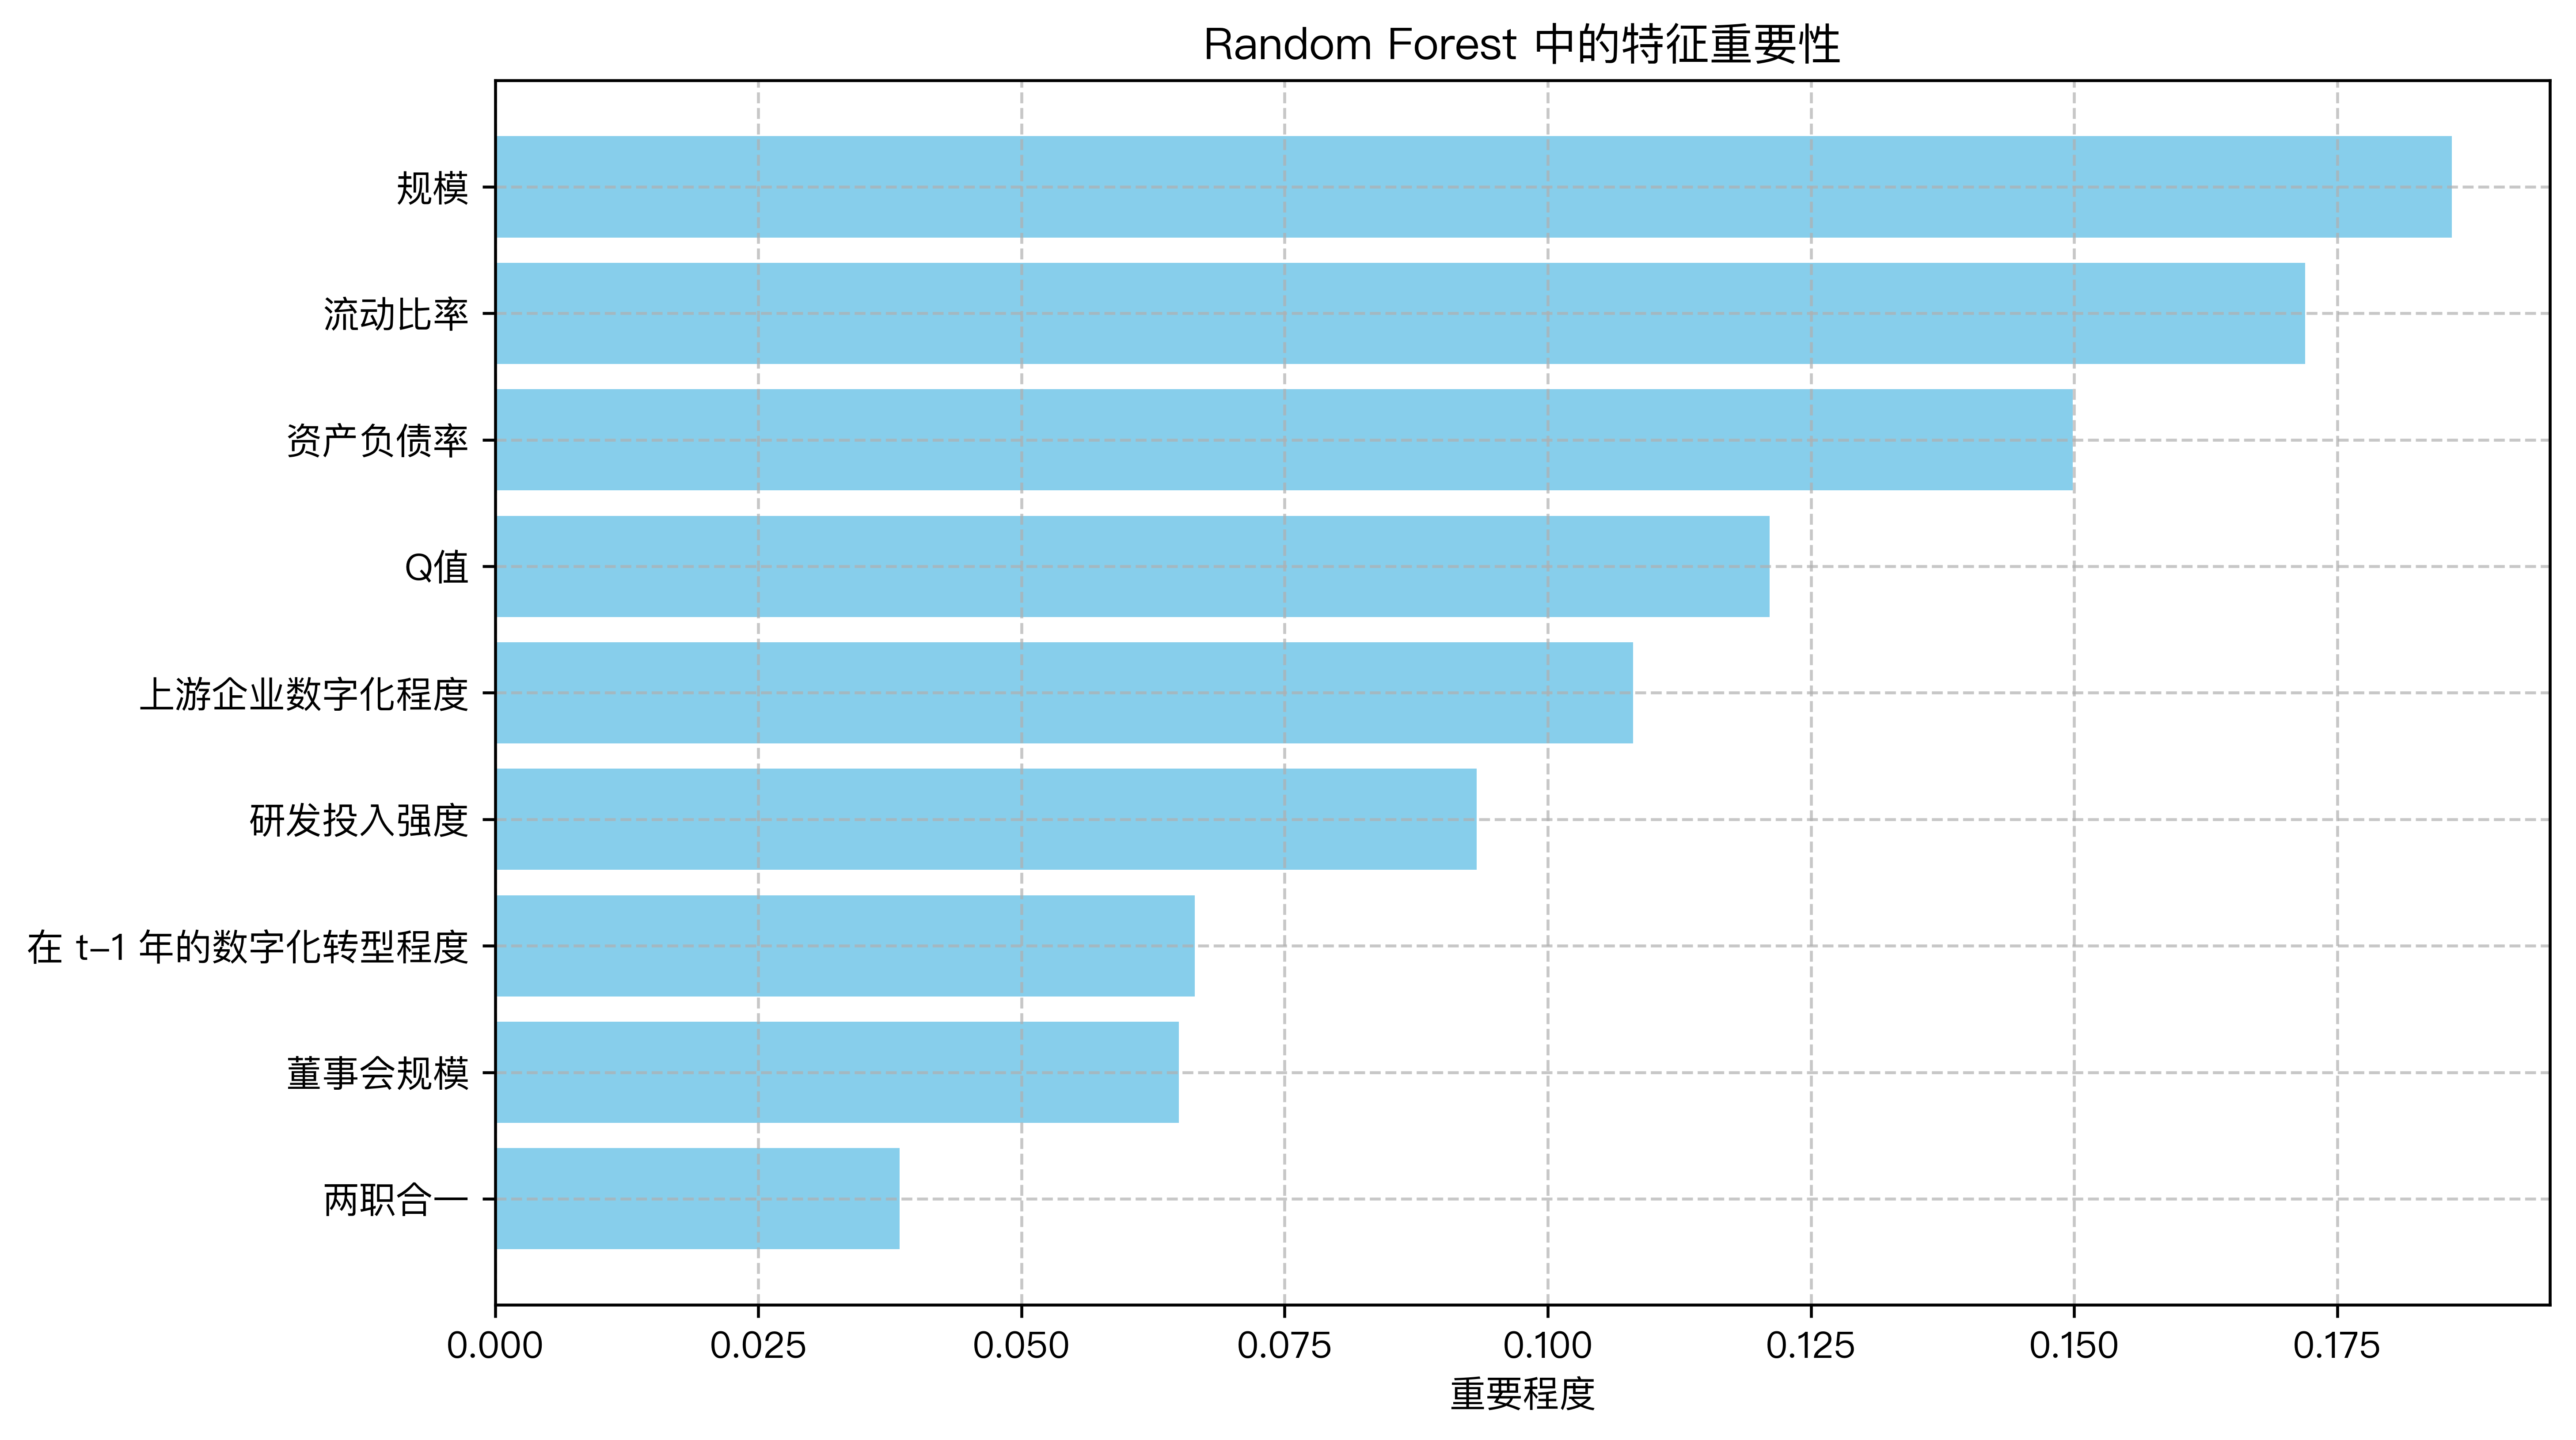 Random Forest 中的特征重要性
规模
流动比率
资产负债率
Q值
上游企业数字化程度
研发投入强度
在 t−1 年的数字化转型程度
董事会规模
两职合一
0.000 0.025 0.050 0.075 0.100 0.125 0.150 0.175
重要程度